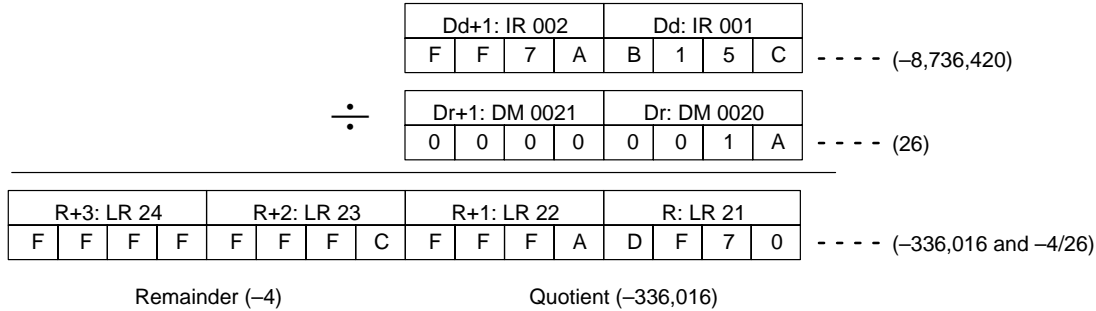 Dd+1: IR 002 Dd: IR 001
F F 7 A B 1 5 C - - - - (–8,736,420)
÷ Dr+1: DM 0021 Dr: DM 0020
0 0 0 0 0 0 1 A - - - - (26)
R+3: LR 24 R+2: LR 23 R+1: LR 22 R: LR 21
F F F F F F F C F F F A D F 7 0 - - - - (–336,016 and –4/26)
Remainder (–4) Quotient (–336,016)